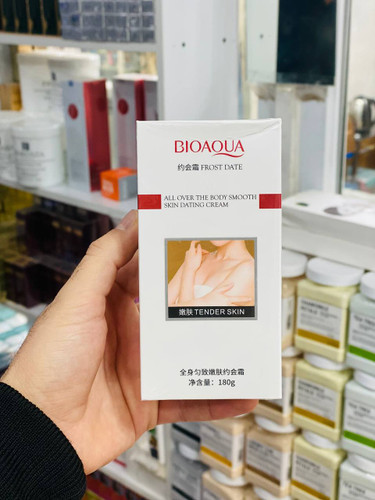 BIOAQUA
约会霜 FROST DATE
ALL OVER THE BODY SMOOTH
SKIN DATING CREAM
嫩肤 TENDER SKIN
全身匀致嫩肤约会霜
净含量：180g